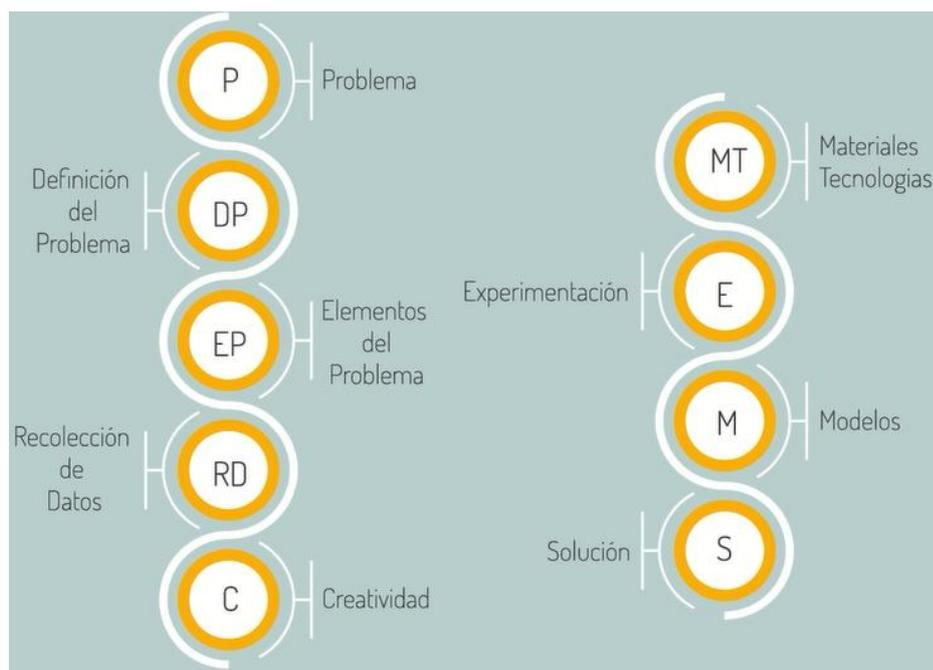 P
Problema
Definición
del
Problema
DP
EP
Elementos
del
Problema
Recolección
de
Datos
RD
C
Creatividad
MT
Materiales
Tecnologias
Experimentación
E
M
Modelos
Solución
S